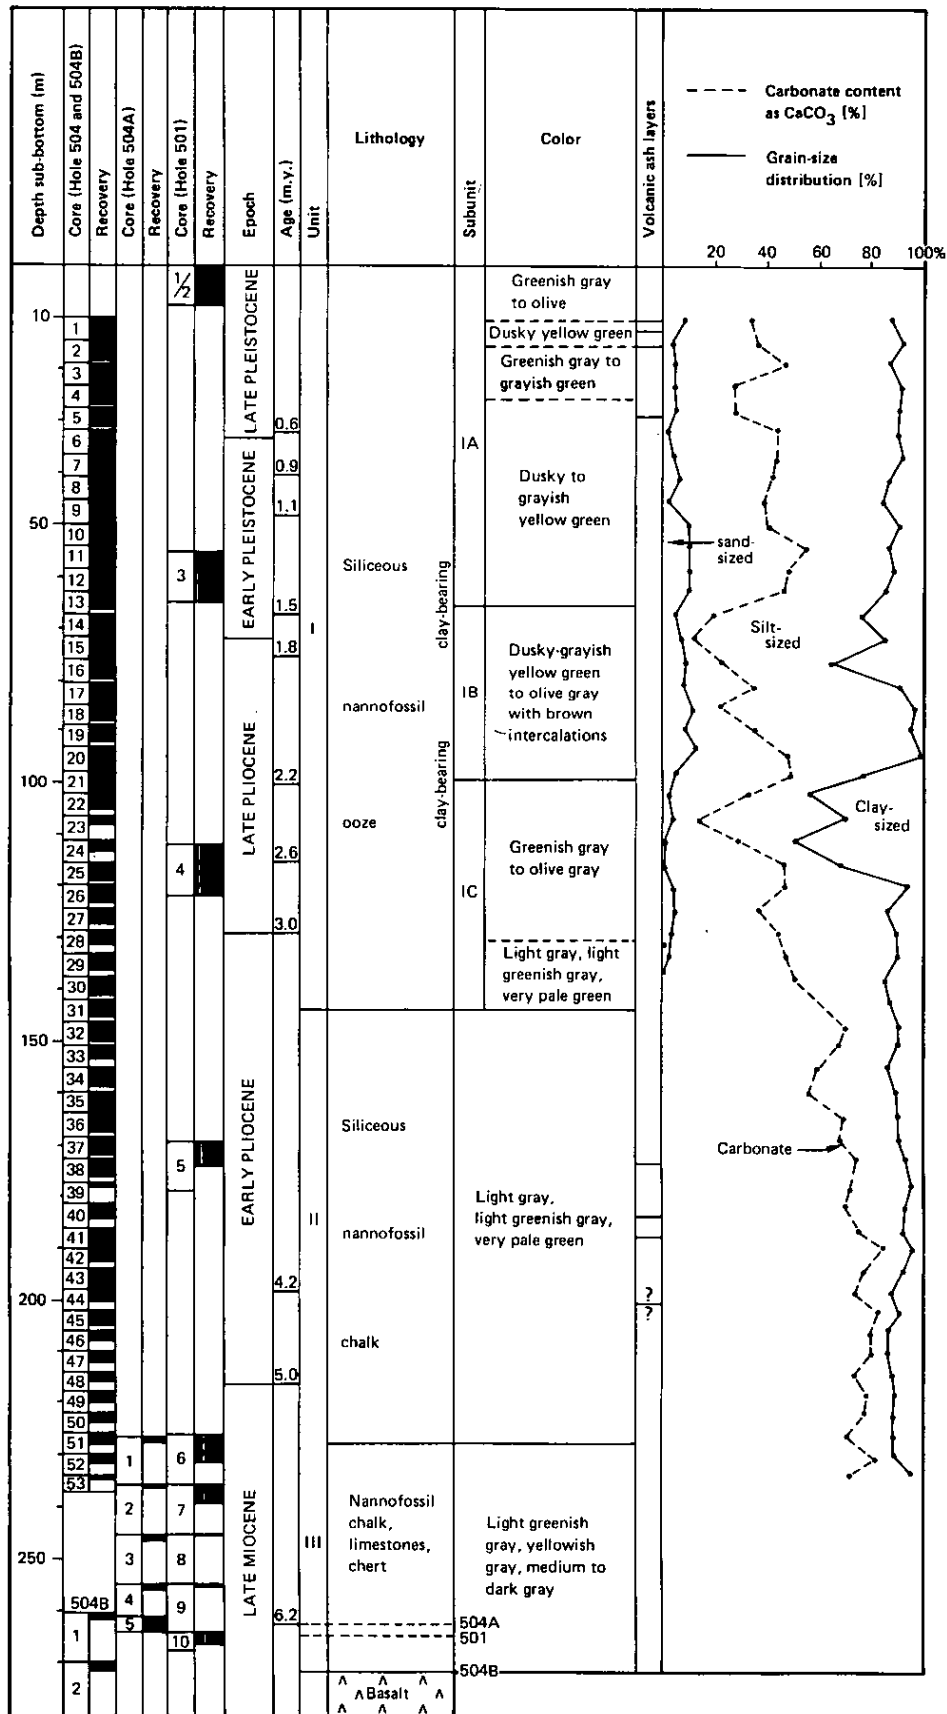 Depth sub-bottom (m)
Core (Hole 504 and 504B)
Recovery
Core (Hole 504A)
Recovery
Core (Hole 501)
Recovery
Epoch
Age (m.y.)
Unit
Lithology
Subunit
Color
Volcanic ash layers
Carbonate content
as CaCO3 [%]
Grain-size
distribution [%]
20
40
60
80
100%
10
50
100
150
200
250
1
2
3
4
5
6
7
8
9
10
11
12
13
14
15
16
17
18
19
20
21
22
23
24
25
26
27
28
29
30
31
32
33
34
35
36
37
38
39
40
41
42
43
44
45
46
47
48
49
50
51
52
53
504B
1
2
1
2
3
4
5
1/2
3
4
5
6
7
8
9
10
LATE PLEISTOCENE
EARLY PLEISTOCENE
LATE PLIOCENE
EARLY PLIOCENE
LATE MIOCENE
0.6
0.9
1.1
1.5
1.8
2.2
2.6
3.0
4.2
5.0
6.2
I
II
III
Siliceous
clay-bearing
nannofossil
clay-bearing
ooze
Siliceous
nannofossil
chalk
Nannofossil
chalk,
limestones,
chert
Basalt
IA
IB
IC
504A
501
504B
Greenish gray
to olive
Dusky yellow green
Greenish gray to
grayish green
Dusky to
grayish
yellow green
Dusky-grayish
yellow green
to olive gray
with brown
intercalations
Greenish gray
to olive gray
Light gray, light
greenish gray,
very pale green
Light gray,
light greenish gray,
very pale green
Light greenish
gray, yellowish
gray, medium to
dark gray
?
?
sand-
sized
Silt-
sized
Clay-
sized
Carbonate